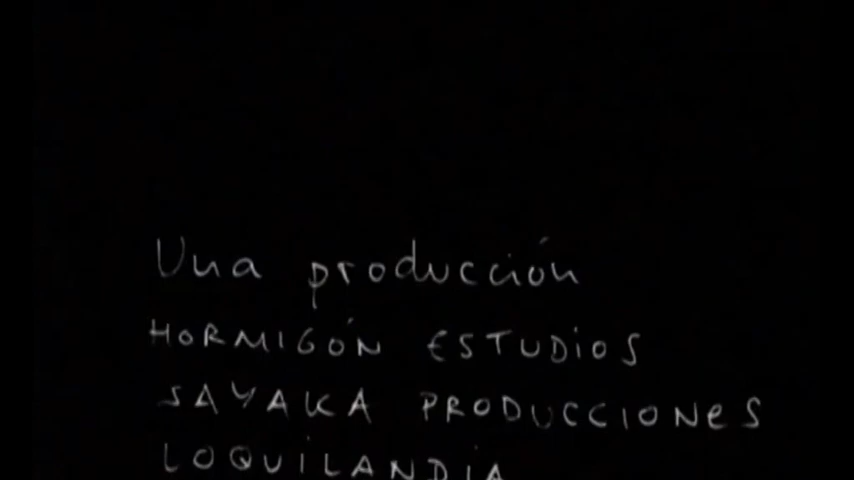 Una producción
HORMIGÓN ESTUDIOS
SAYAKA PRODUCCIONES
LOQUILANDIA